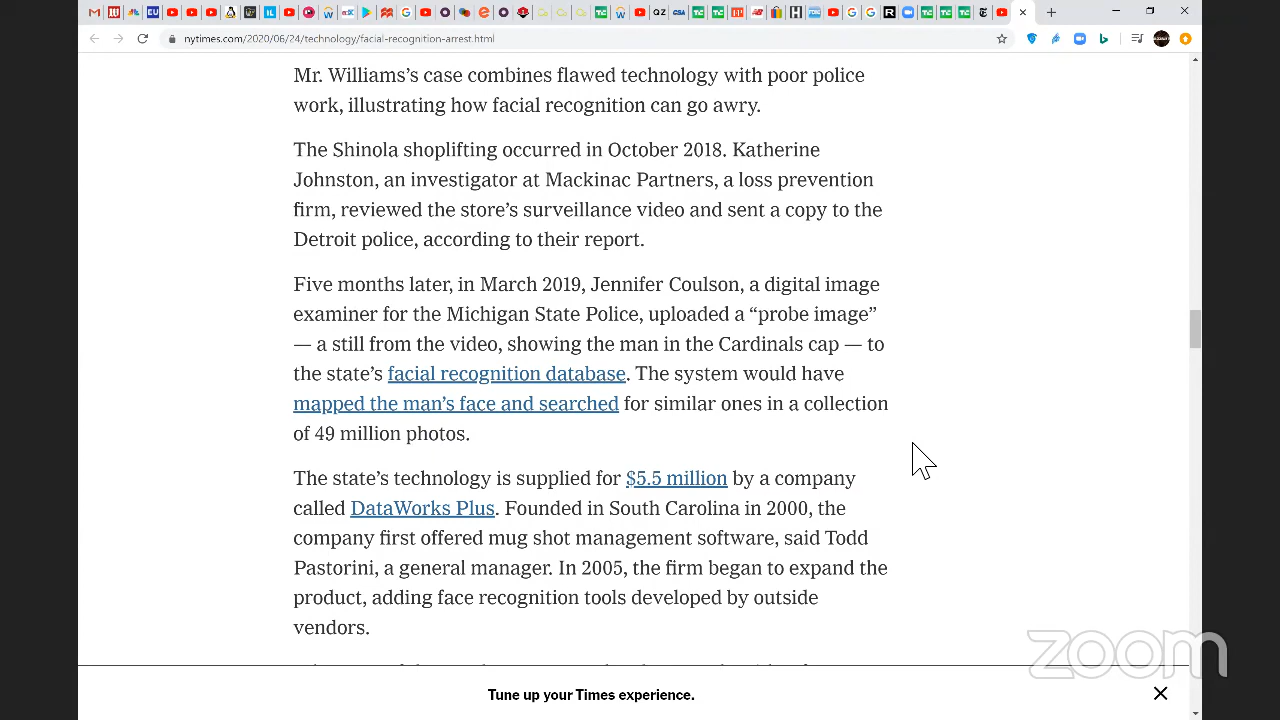 nytimes.com/2020/06/24/technology/facial-recognition-arrest.html
Mr. Williams’s case combines flawed technology with poor police
work, illustrating how facial recognition can go awry.
The Shinola shoplifting occurred in October 2018. Katherine
Johnston, an investigator at Mackinac Partners, a loss prevention
firm, reviewed the store’s surveillance video and sent a copy to the
Detroit police, according to their report.
Five months later, in March 2019, Jennifer Coulson, a digital image
examiner for the Michigan State Police, uploaded a “probe image”
— a still from the video, showing the man in the Cardinals cap — to
the state’s facial recognition database. The system would have
mapped the man’s face and searched for similar ones in a collection
of 49 million photos.
The state’s technology is supplied for $5.5 million by a company
called DataWorks Plus. Founded in South Carolina in 2000, the
company first offered mug shot management software, said Todd
Pastorini, a general manager. In 2005, the firm began to expand the
product, adding face recognition tools developed by outside
vendors.
zoom
Tune up your Times experience.